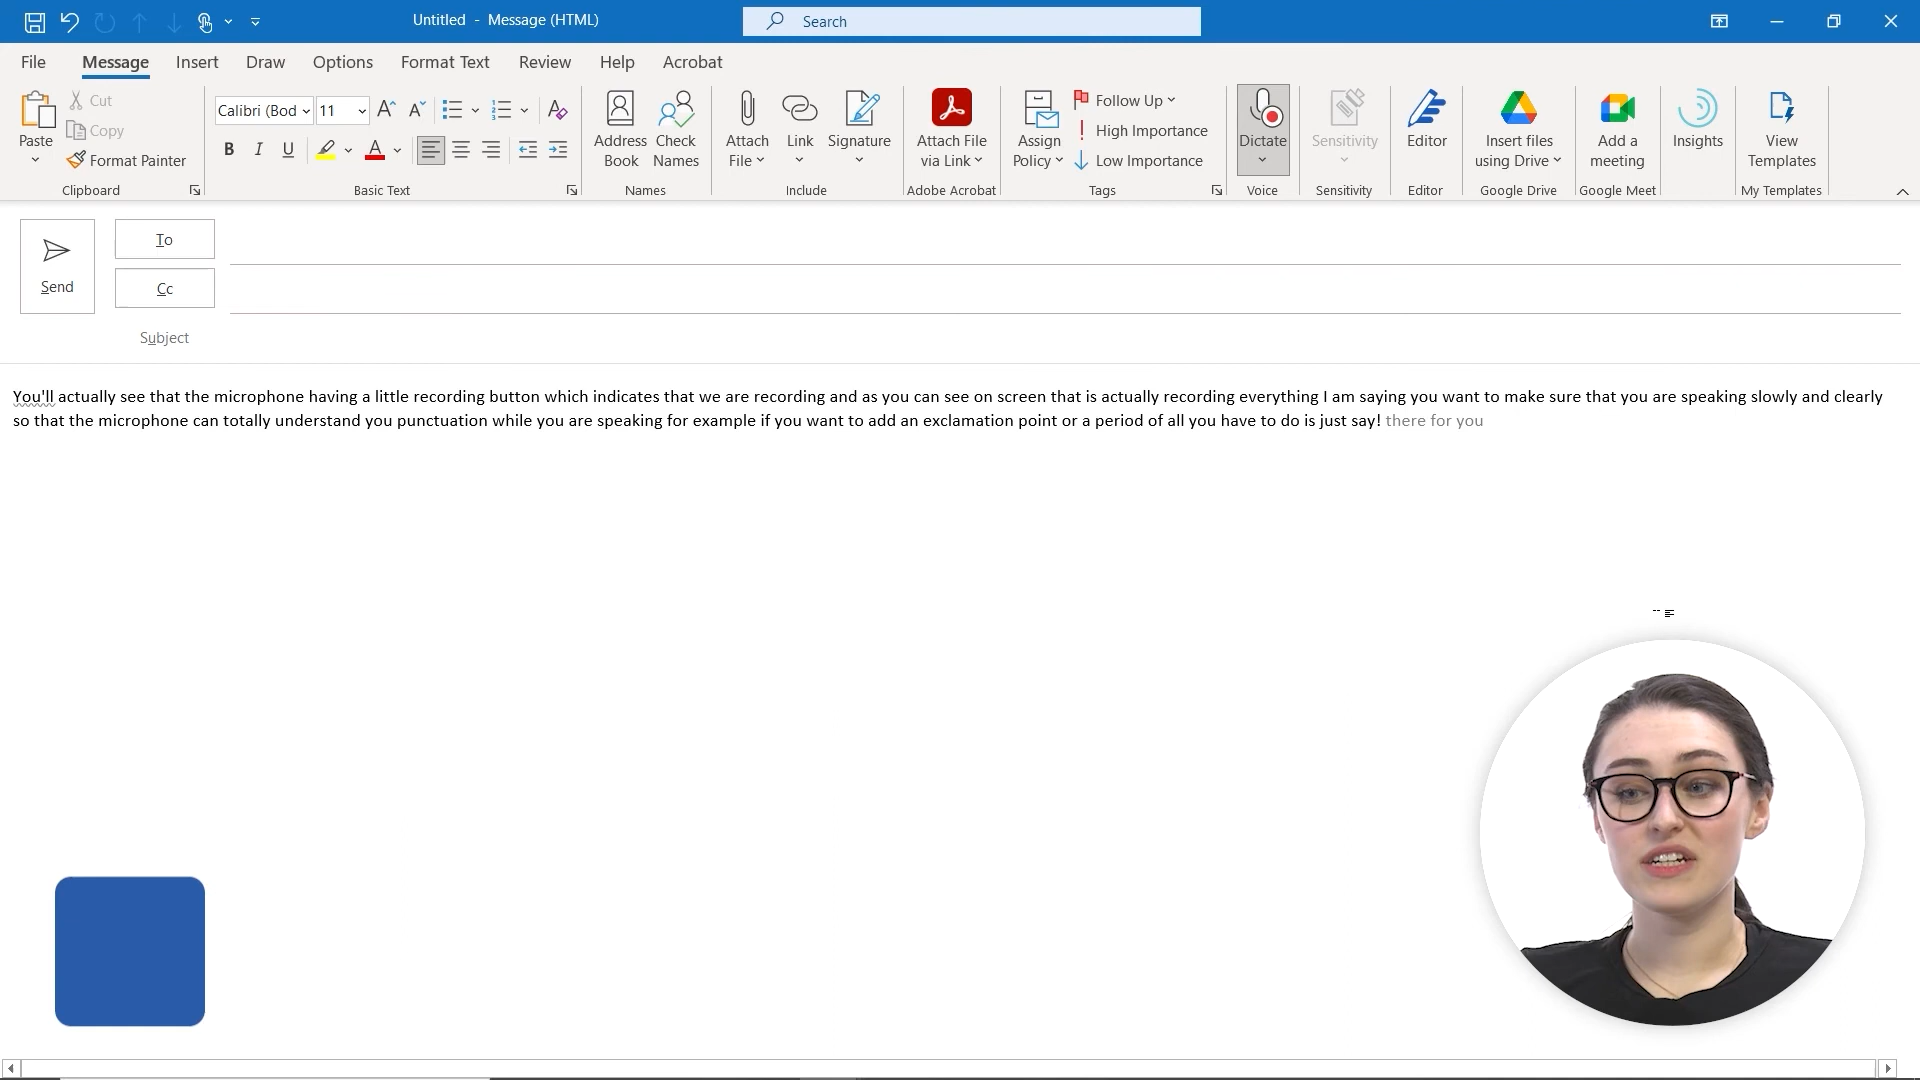 Untitled - Message (HTML)
Search
File Message Insert Draw Options Format Text Review Help Acrobat
Paste
Cut
Copy
Format Painter
Clipboard
Calibri (Bod 11
B I U
Basic Text
Address Book
Check Names
Names
Attach File
Link
Signature
Include
Attach File via Link
Adobe Acrobat
Assign Policy
Follow Up
High Importance
Low Importance
Tags
Dictate
Voice
Sensitivity
Sensitivity
Editor
Editor
Insert files using Drive
Google Drive
Add a meeting
Google Meet
Insights
View Templates
My Templates
Send
To
Cc
Subject
You'll actually see that the microphone having a little recording button which indicates that we are recording and as you can see on screen that is actually recording everything I am saying you want to make sure that you are speaking slowly and clearly
so that the microphone can totally understand you punctuation while you are speaking for example if you want to add an exclamation point or a period of all you have to do is just say! there for you